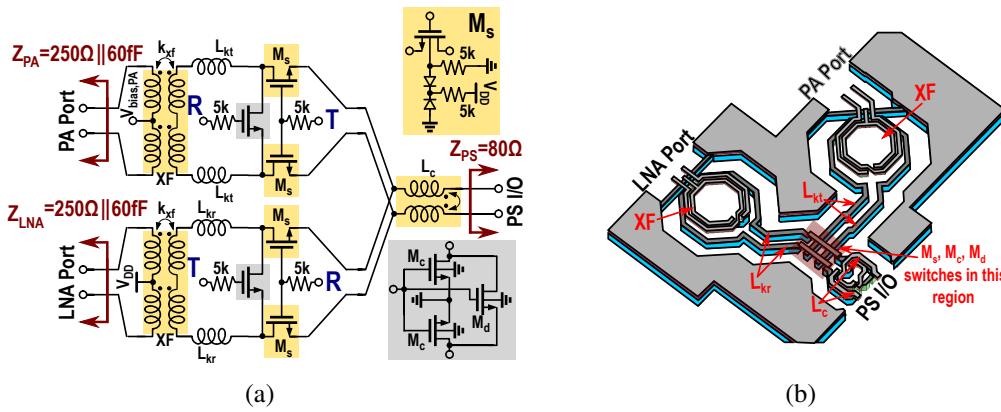 Z_PA=250Ω||60fF
k_xf
L_kt
M_s
V_bias,PA
PA Port
R
5k
5k
T
XF
L_kt
M_s
Z_LNA=250Ω||60fF
k_xf
L_kr
M_s
V_DD
LNA Port
T
5k
5k
R
XF
L_kr
M_s
M_s
5k
V_DD
5k
Z_PS=80Ω
L_c
PS I/O
M_c
M_d
M_c
(a)
PA Port
XF
LNA Port
XF
L_kt
L_kr
L_c
M_s, M_c, M_d
switches in this
region
PS I/O
(b)